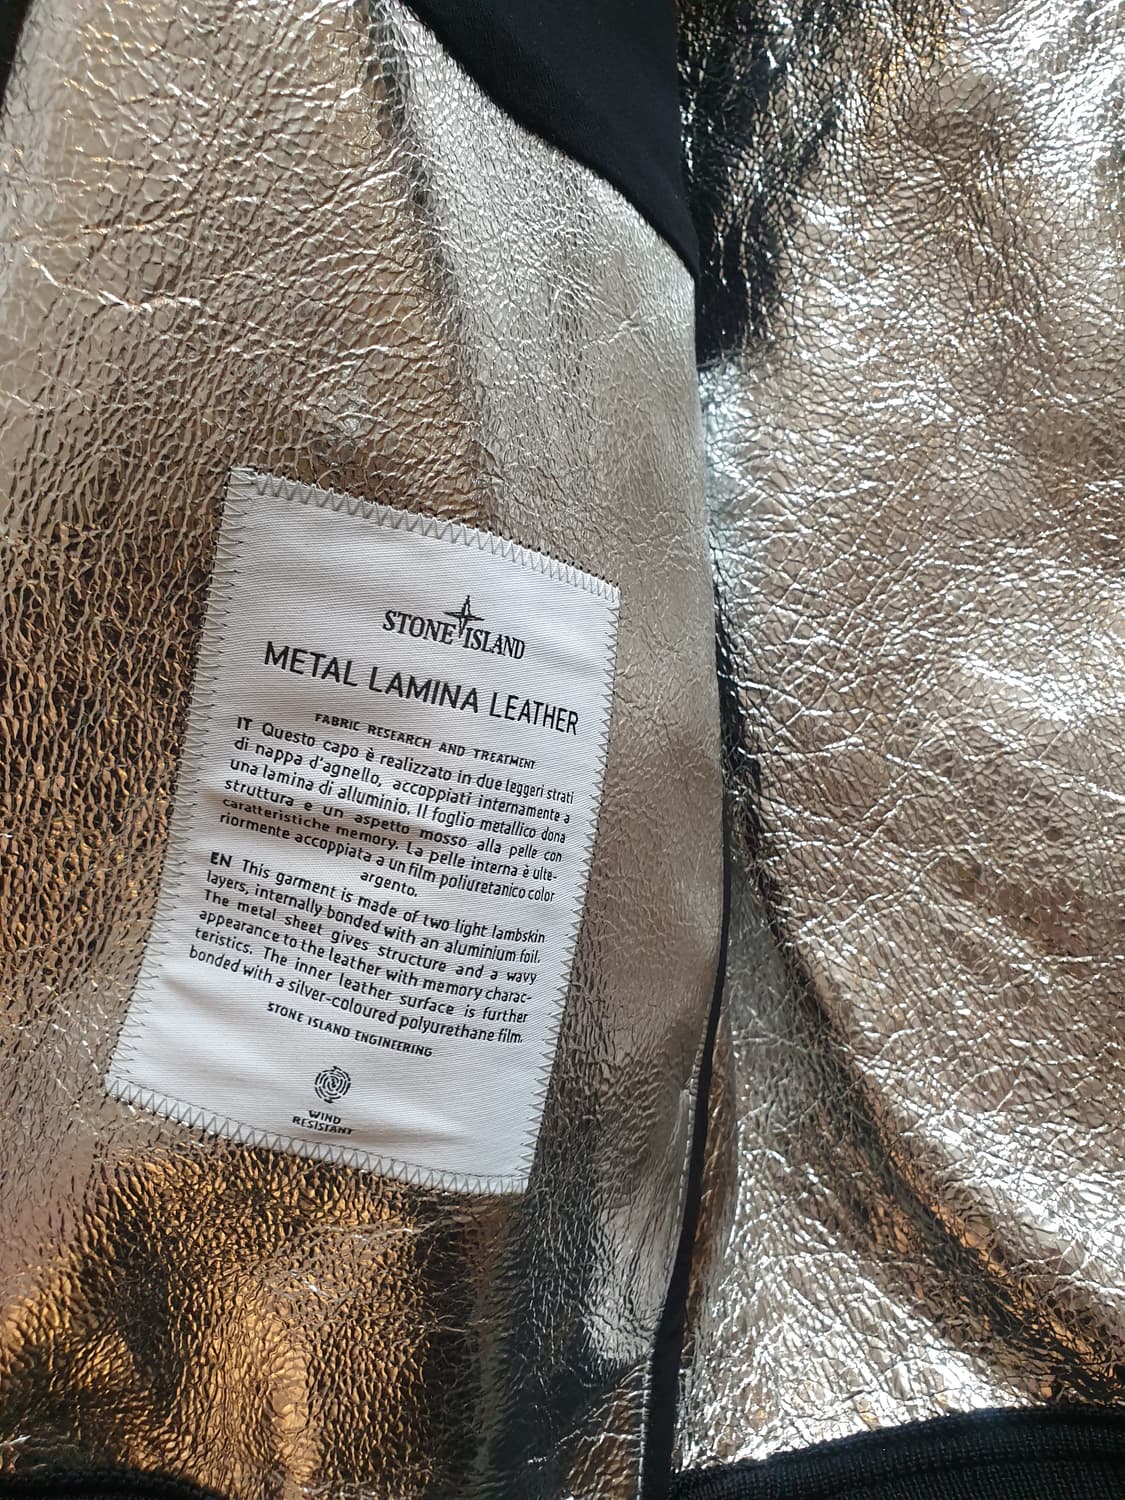 STONE ISLAND
METAL LAMINA LEATHER
FABRIC RESEARCH AND TREATMENT
IT Questo capo è realizzato in due leggeri strati
di nappa d'agnello, accoppiati internamente a
una lamina di alluminio. Il foglio metallico dona
struttura e un aspetto mosso alla pelle con
caratteristiche memory. La pelle interna è ulte-
riormente accoppiata a un film poliuretanico color
argento.
EN This garment is made of two light lambskin
layers, internally bonded with an aluminium foil.
The metal sheet gives structure and a wavy
appearance to the leather with memory charac-
teristics. The inner leather surface is further
bonded with a silver-coloured polyurethane film.
STONE ISLAND ENGINEERING
WIND
RESISTANT